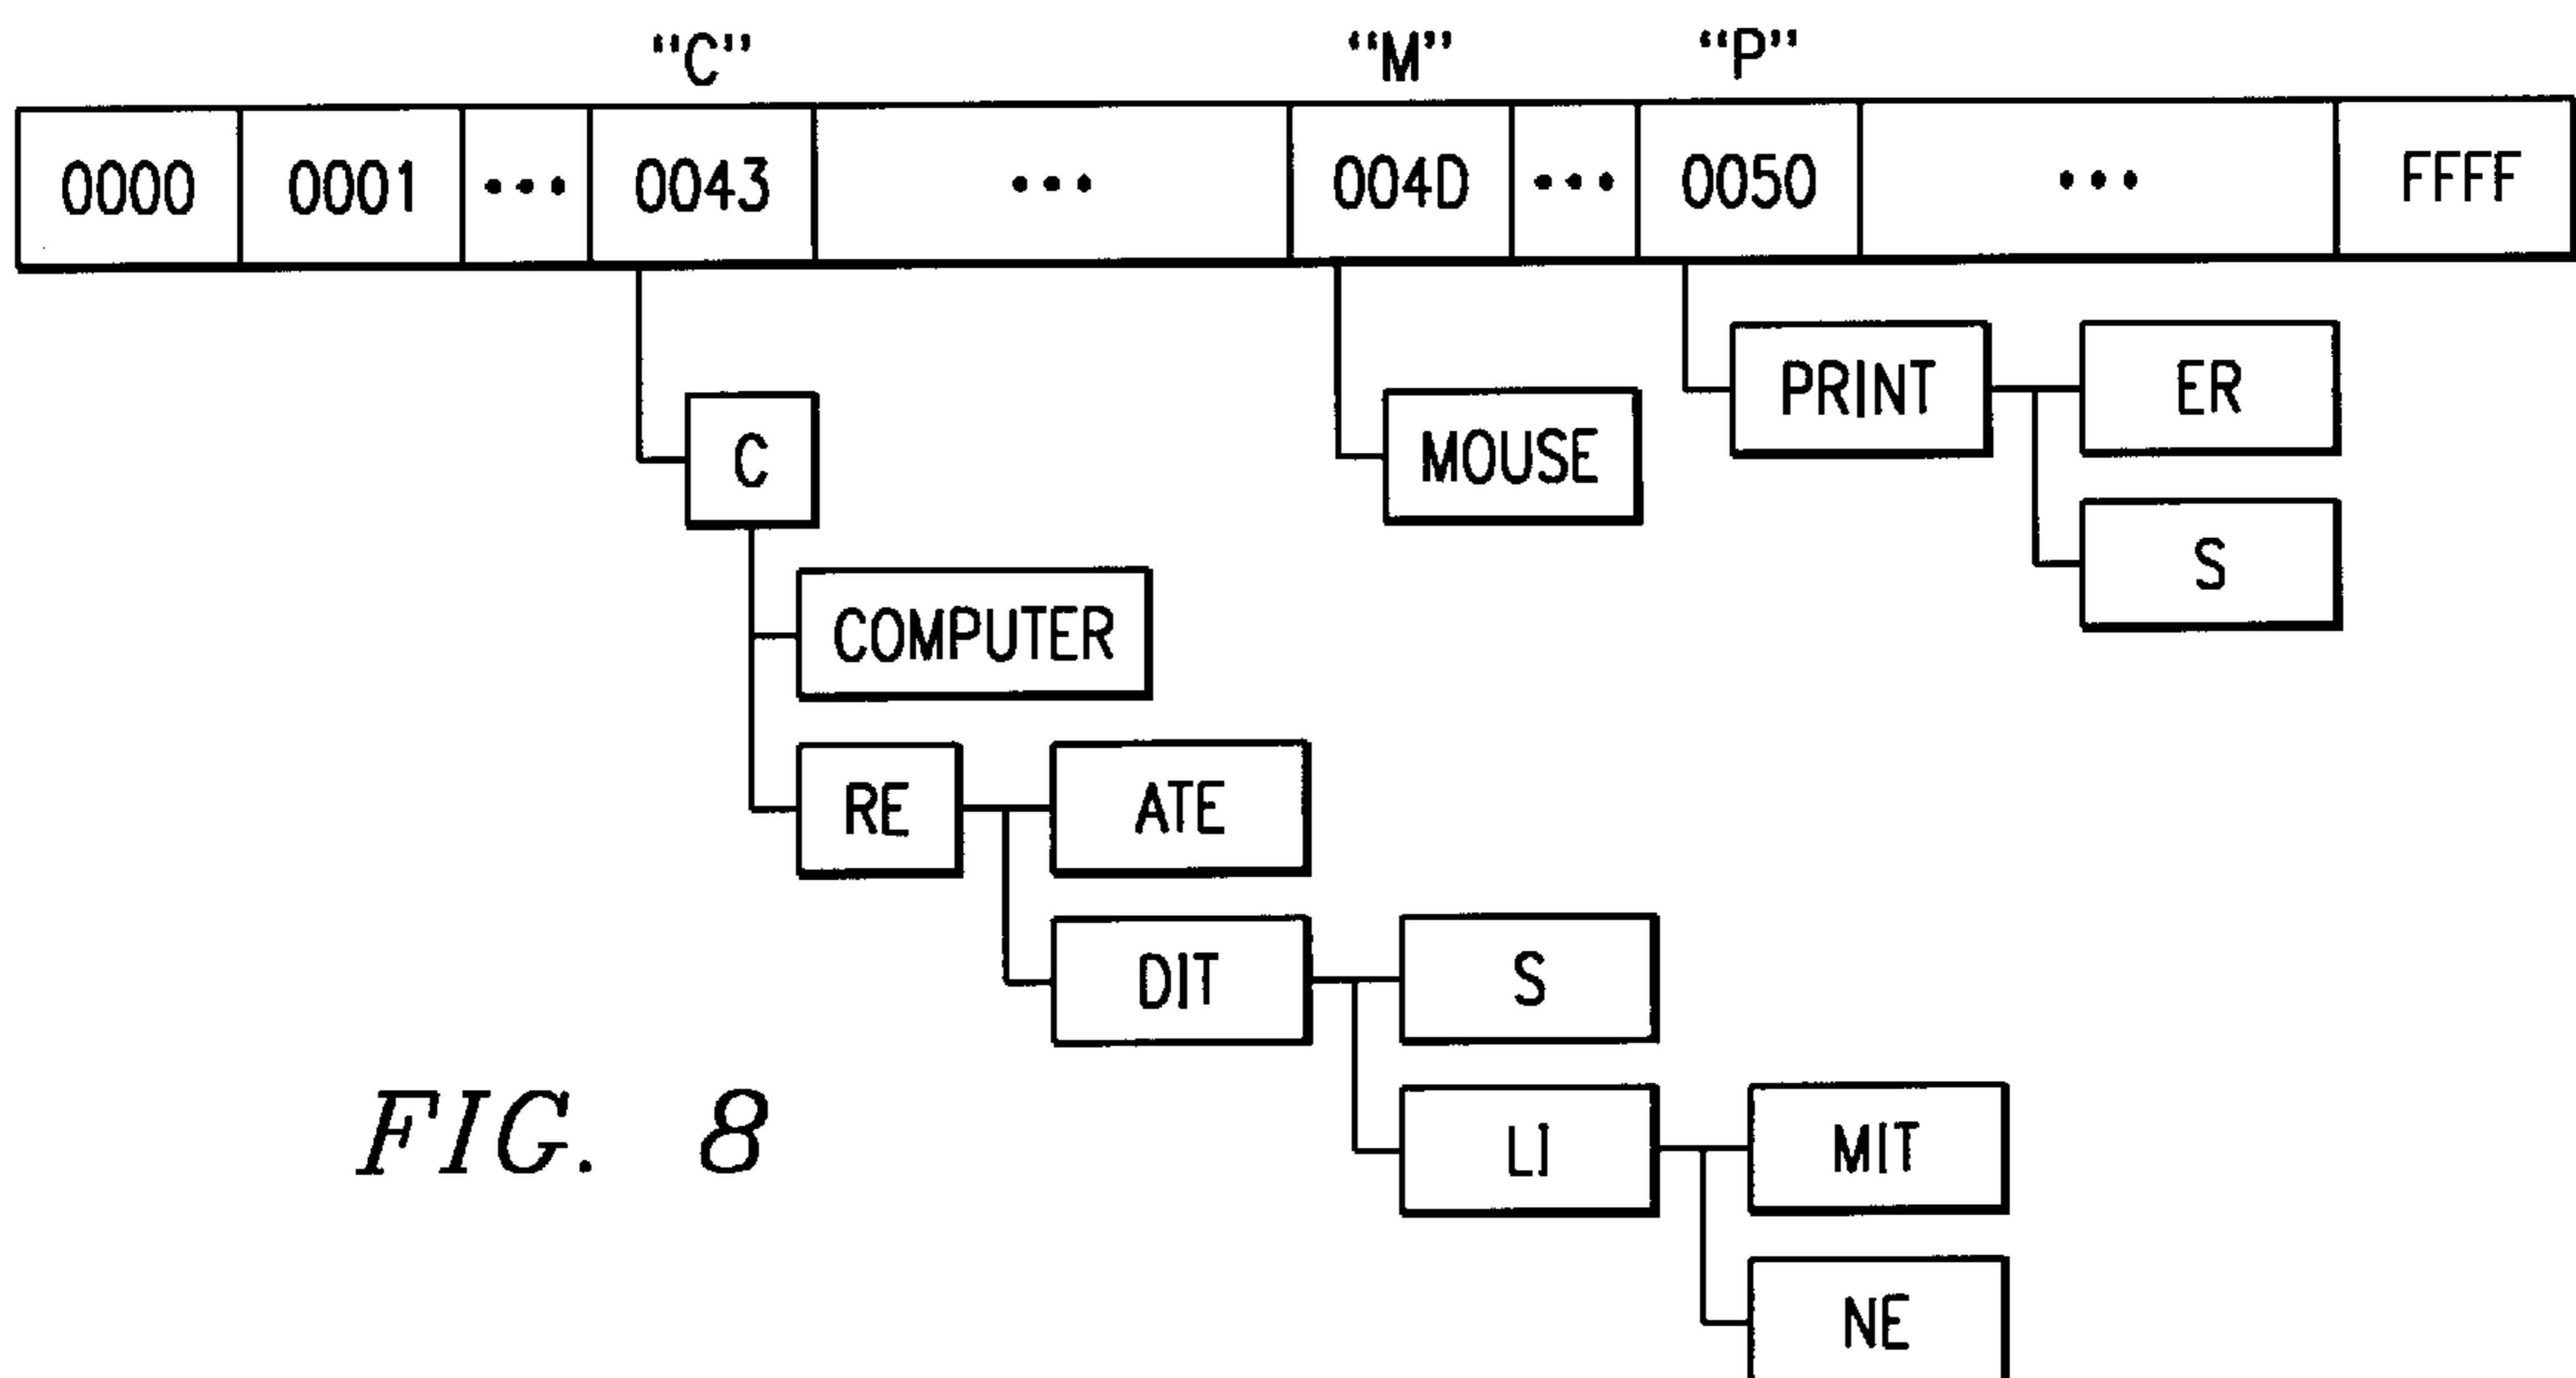 "C" "M" "P"
0000 0001 ... 0043 ... 004D ... 0050 ... FFFF
PRINT ER
C MOUSE
S
COMPUTER
RE ATE
DIT S
FIG. 8 LI MIT
NE